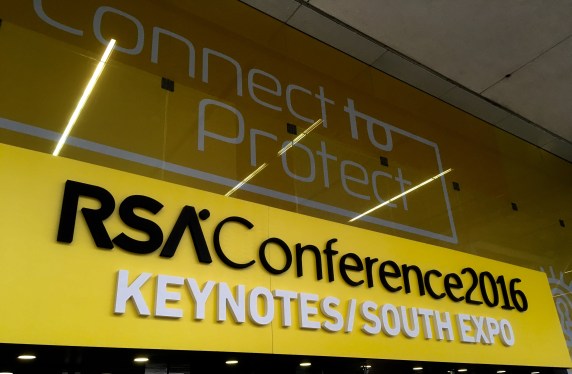 Connect to
Protect
RSAConference2016
KEYNOTES/SOUTH EXPO